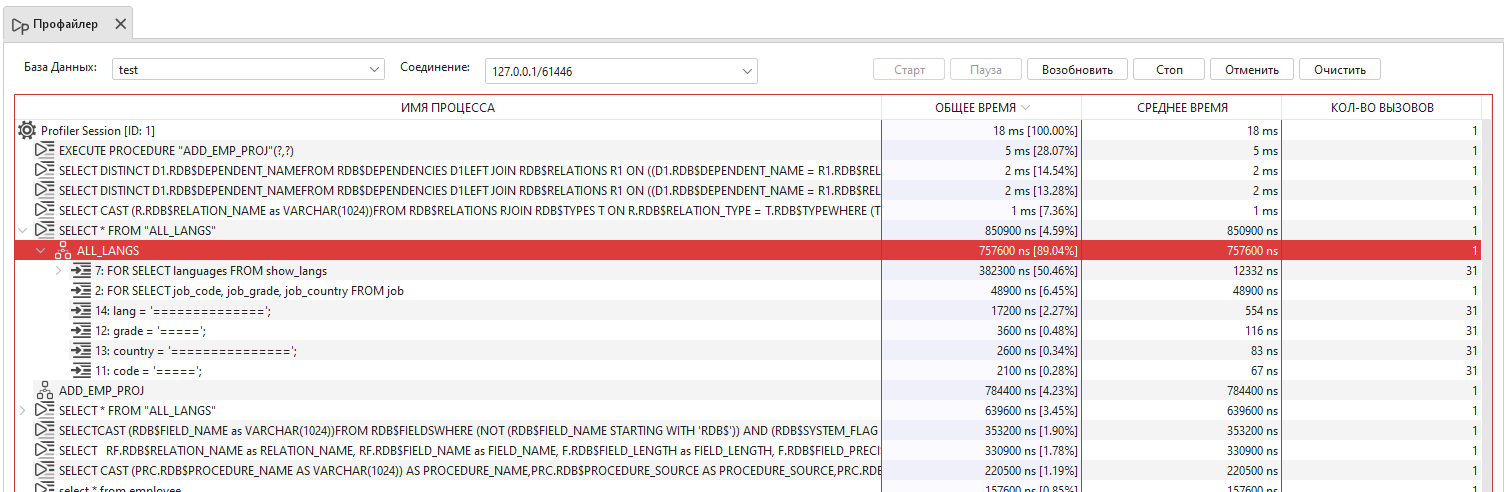 Профайлер
База Данных: test Соединение: 127.0.0.1/61446 Старт Пауза Возобновить Стоп Отменить Очистить
ИМЯ ПРОЦЕССА ОБЩЕЕ ВРЕМЯ СРЕДНЕЕ ВРЕМЯ КОЛ-ВО ВЫЗОВОВ
Profiler Session [ID: 1] 18 ms [100.00%] 18 ms 1
EXECUTE PROCEDURE "ADD_EMP_PROJ"(?,?) 5 ms [28.07%] 5 ms 1
SELECT DISTINCT D1.RDB$DEPENDENT_NAMEFROM RDB$DEPENDENCIES D1LEFT JOIN RDB$RELATIONS R1 ON ((D1.RDB$DEPENDENT_NAME = R1.RDB$REL 2 ms [14.54%] 2 ms 1
SELECT DISTINCT D1.RDB$DEPENDENT_NAMEFROM RDB$DEPENDENCIES D1LEFT JOIN RDB$RELATIONS R1 ON ((D1.RDB$DEPENDENT_NAME = R1.RDB$REL 2 ms [13.28%] 2 ms 1
SELECT CAST (R.RDB$RELATION_NAME as VARCHAR(1024))FROM RDB$RELATIONS RJOIN RDB$TYPES T ON R.RDB$RELATION_TYPE = T.RDB$TYPEWHERE (T 1 ms [7.36%] 1 ms 1
SELECT * FROM "ALL_LANGS" 850900 ns [4.59%] 850900 ns 1
ALL_LANGS 757600 ns [89.04%] 757600 ns 1
7: FOR SELECT languages FROM show_langs 382300 ns [50.46%] 12332 ns 31
2: FOR SELECT job_code, job_grade, job_country FROM job 48900 ns [6.45%] 48900 ns 1
14: lang = '=============='; 17200 ns [2.27%] 554 ns 31
12: grade = '====='; 3600 ns [0.48%] 116 ns 31
13: country = '==============='; 2600 ns [0.34%] 83 ns 31
11: code = '====='; 2100 ns [0.28%] 67 ns 31
ADD_EMP_PROJ 784400 ns [4.23%] 784400 ns 1
SELECT * FROM "ALL_LANGS" 639600 ns [3.45%] 639600 ns 1
SELECTCAST (RDB$FIELD_NAME as VARCHAR(1024))FROM RDB$FIELDSWHERE (NOT (RDB$FIELD_NAME STARTING WITH 'RDB$')) AND (RDB$SYSTEM_FLAG 353200 ns [1.90%] 353200 ns 1
SELECT RF.RDB$RELATION_NAME as RELATION_NAME, RF.RDB$FIELD_NAME as FIELD_NAME, F.RDB$FIELD_LENGTH as FIELD_LENGTH, F.RDB$FIELD_PRECI 330900 ns [1.78%] 330900 ns 1
SELECT CAST (PRC.RDB$PROCEDURE_NAME AS VARCHAR(1024)) AS PROCEDURE_NAME,PRC.RDB$PROCEDURE_SOURCE AS PROCEDURE_SOURCE,PRC.RDB 220500 ns [1.19%] 220500 ns 1
select * from employee 157600 ns [0.85%] 157600 ns 1